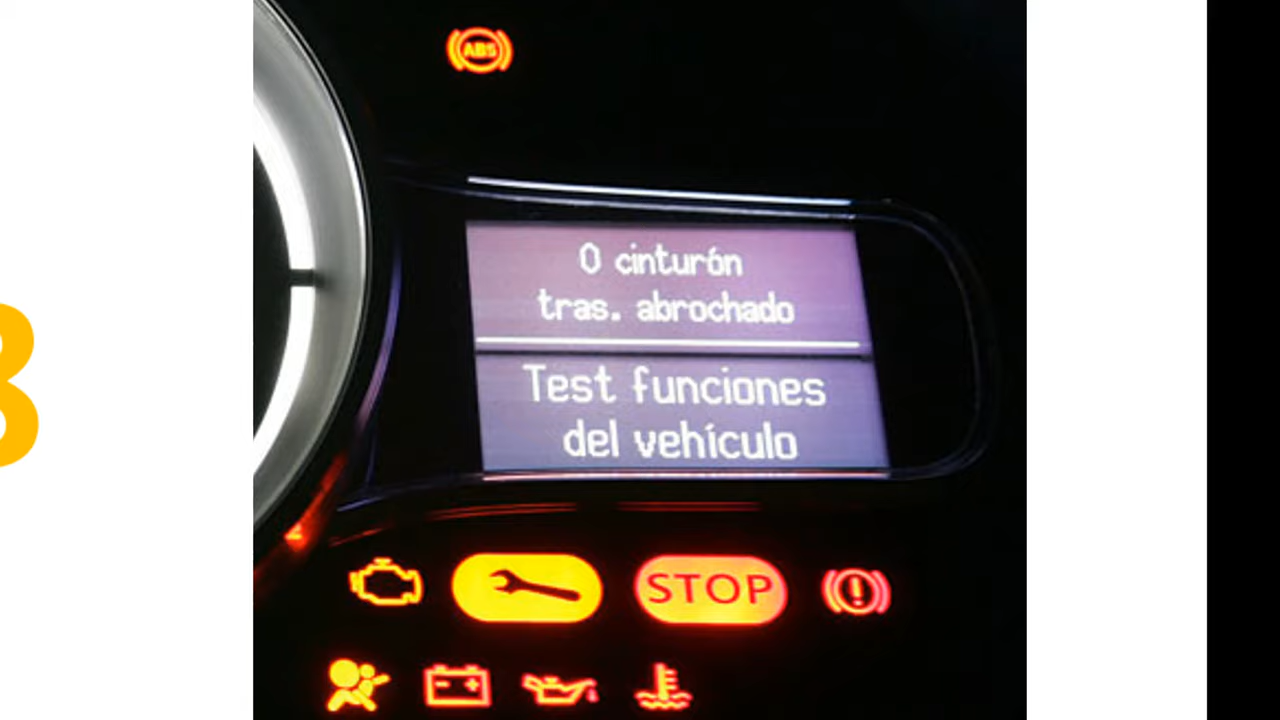 ABS
0 cinturón
tras. abrochado
Test funciones
del vehículo
STOP